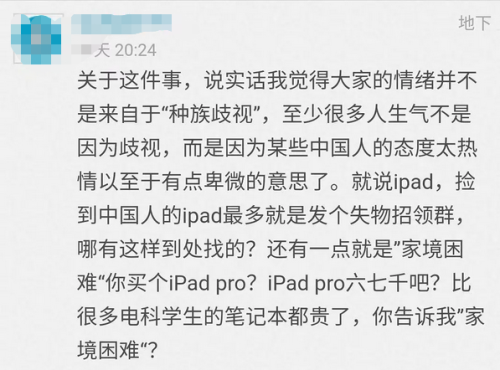 地下
天 20:24
关于这件事，说实话我觉得大家的情绪并不
是来自于“种族歧视”，至少很多人生气不是
因为歧视，而是因为某些中国人的态度太热
情以至于有点卑微的意思了。就说ipad，捡
到中国人的ipad最多就是发个失物招领群，
哪有这样到处找的？还有一点就是”家境困
难“你买个iPad pro？iPad pro六七千吧？比
很多电科学生的笔记本都贵了，你告诉我”家
境困难“？